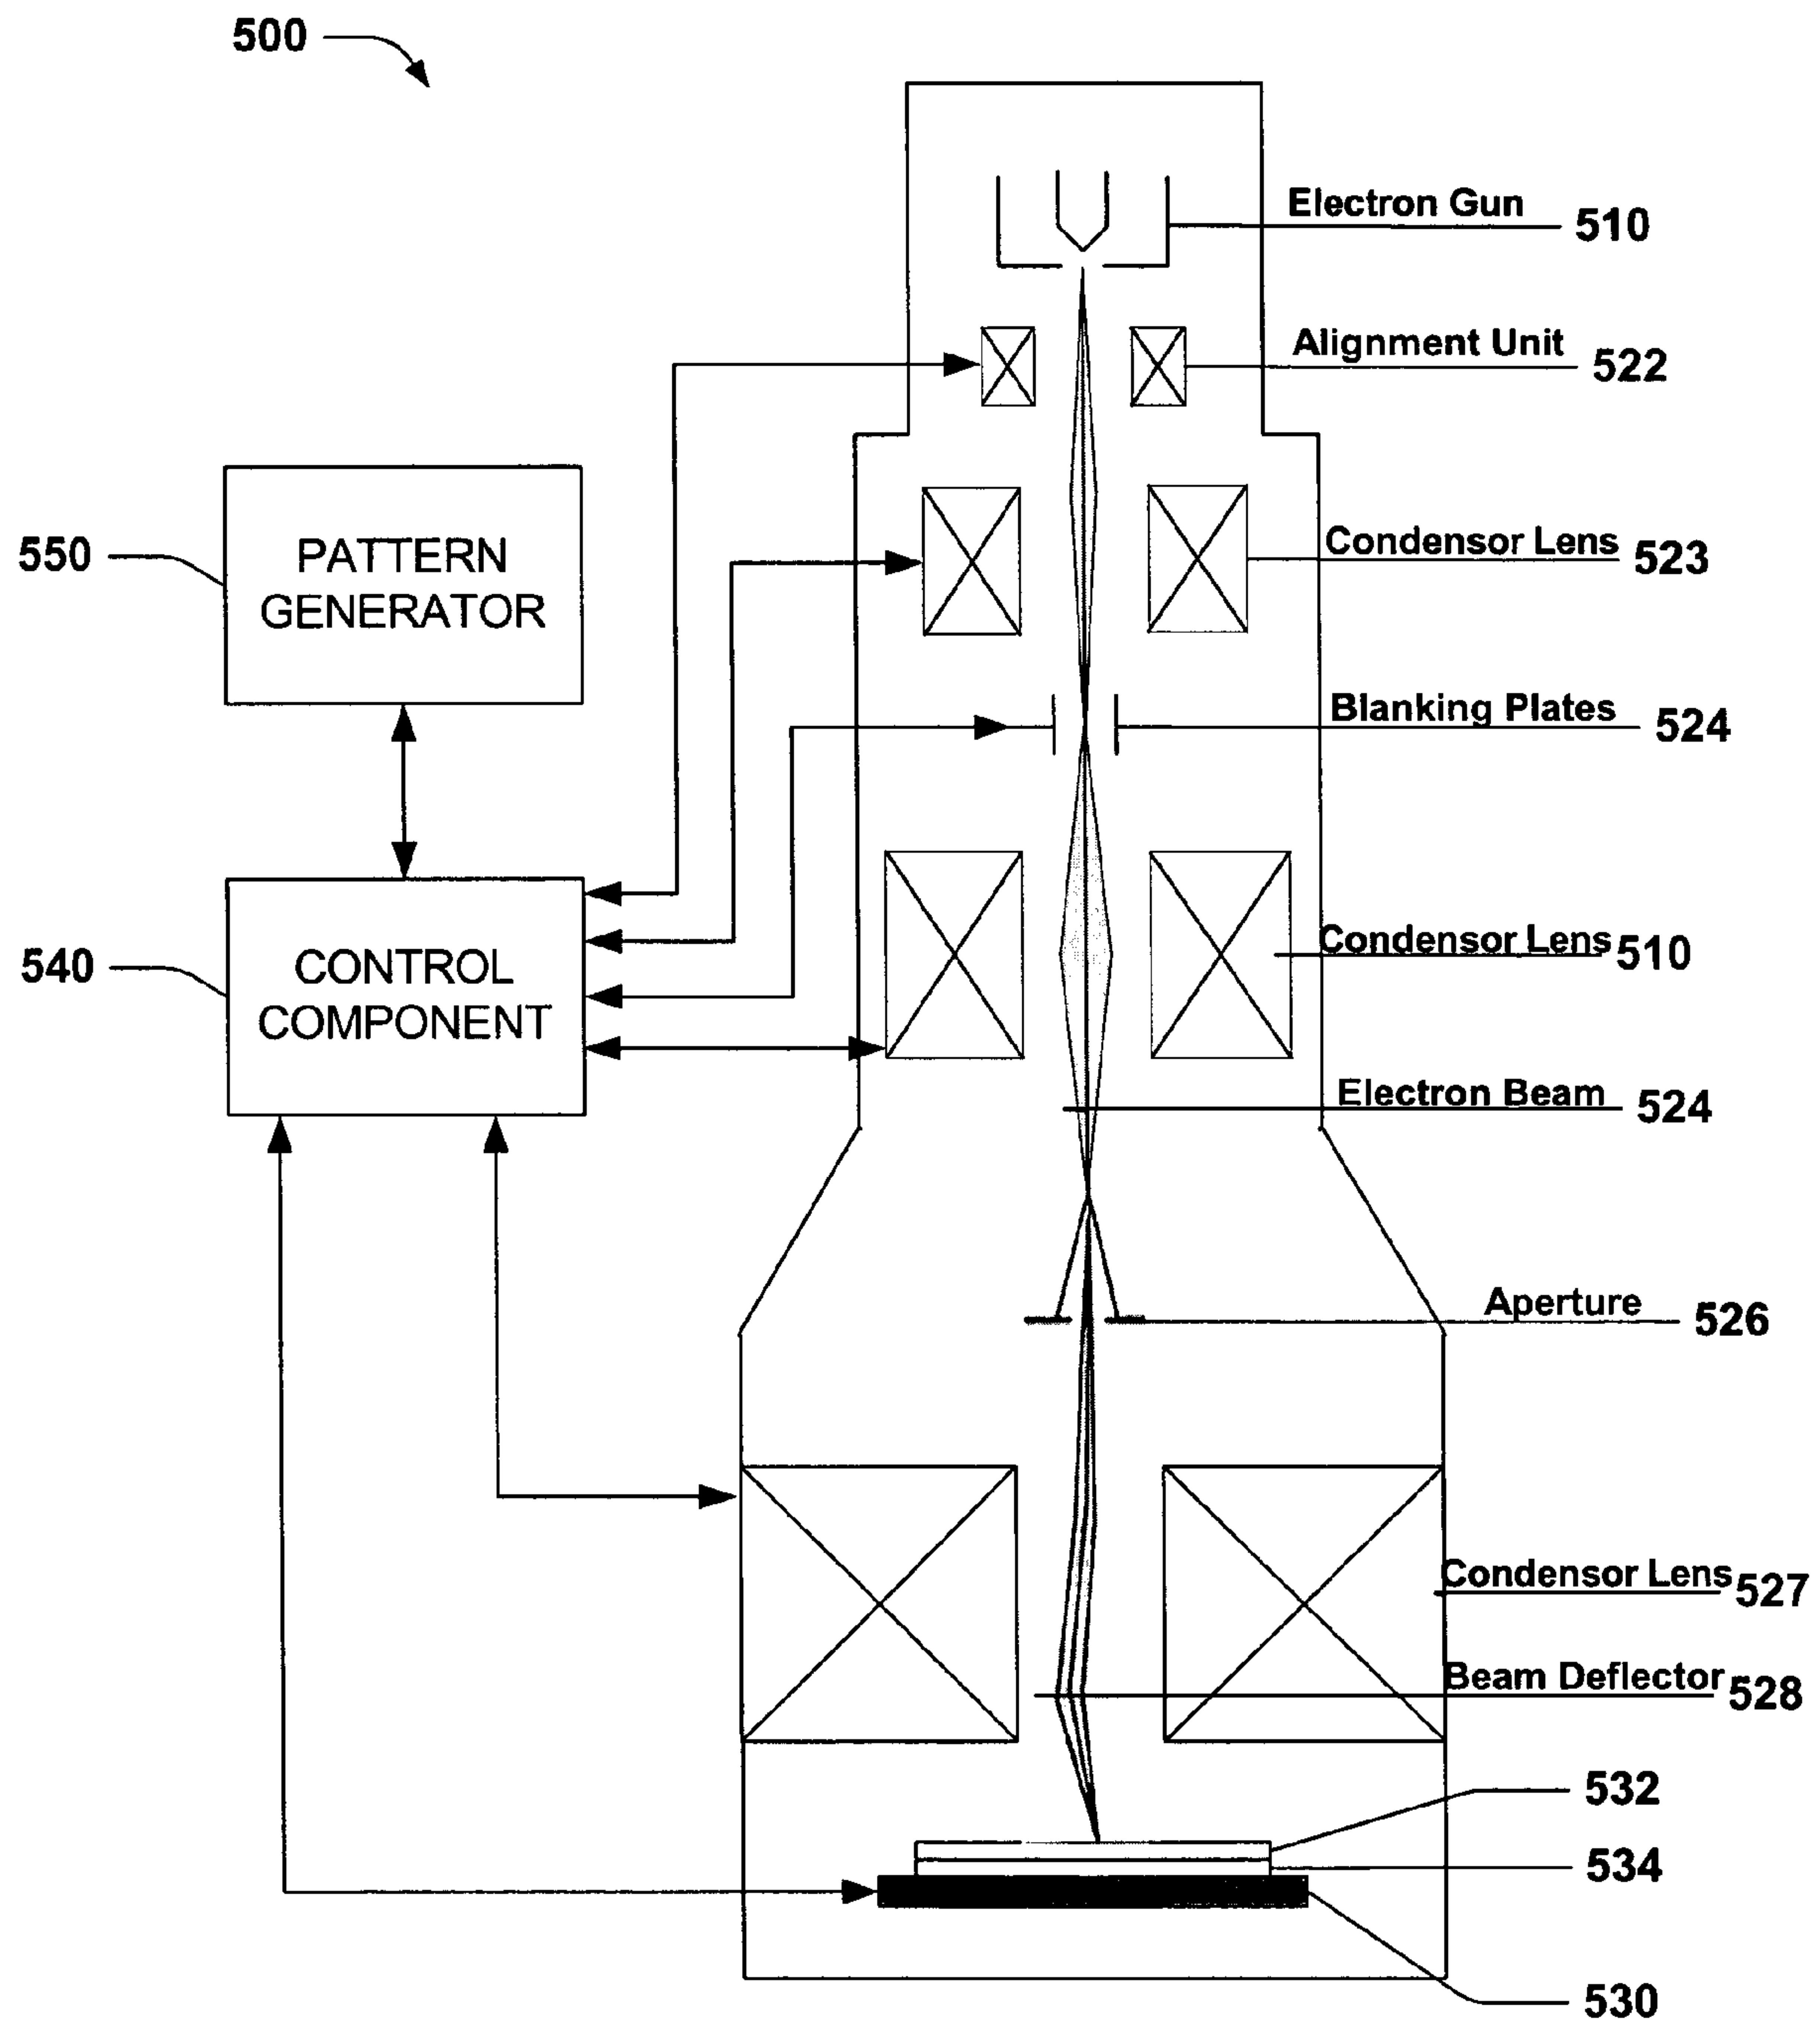 500
Electron Gun 510
Alignment Unit 522
550
PATTERN
GENERATOR
Condensor Lens 523
Blanking Plates 524
540
CONTROL
COMPONENT
Condensor Lens 510
Electron Beam 524
Aperture 526
Condensor Lens 527
Beam Deflector 528
532
534
530